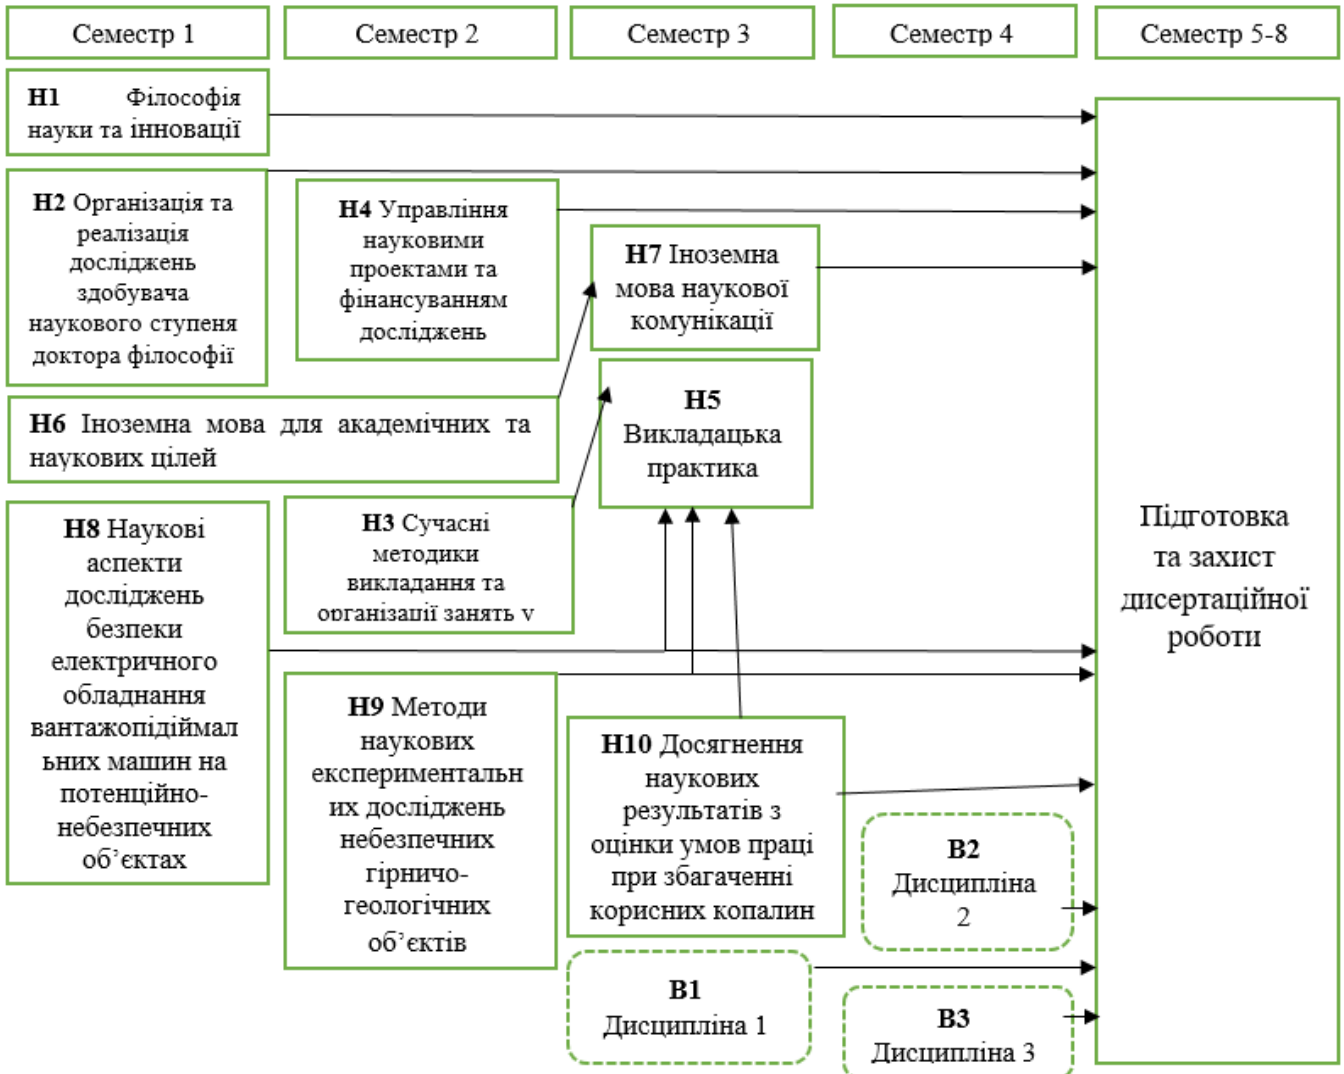 Семестр 1
Семестр 2
Семестр 3
Семестр 4
Семестр 5-8
Н1 Філософія
науки та інновації
Н2 Організація та
реалізація
досліджень
здобувача
наукового ступеня
доктора філософії
Н4 Управління
науковими
проектами та
фінансуванням
досліджень
Н7 Іноземна
мова наукової
комунікації
Н6 Іноземна мова для академічних та
наукових цілей
Н5
Викладацька
практика
Н8 Наукові
аспекти
досліджень
безпеки
електричного
обладнання
вантажопідіймал
ьних машин на
потенційно-
небезпечних
об’єктах
Н3 Сучасні
методики
викладання та
організації занять у
Н9 Методи
наукових
експериментальн
их досліджень
небезпечних
гірничо-
геологічних
об’єктів
Н10 Досягнення
наукових
результатів з
оцінки умов праці
при збагаченні
корисних копалин
В1
Дисципліна 1
В2
Дисципліна
2
В3
Дисципліна 3
Підготовка
та захист
дисертаційної
роботи